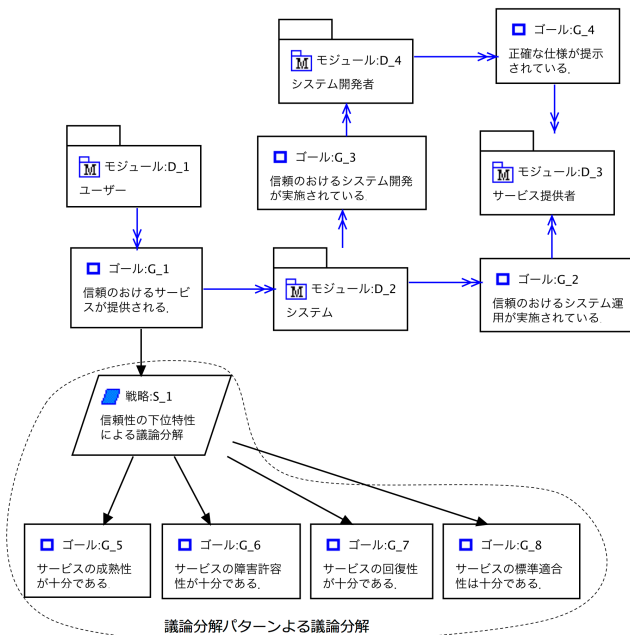 ゴール:G_4
正確な仕様が提示
されている.
モジュール:D_4
システム開発者
ゴール:G_3
信頼のおけるシステム開発
が実施されている.
モジュール:D_1
ユーザー
モジュール:D_3
サービス提供者
ゴール:G_1
信頼のおけるサービ
スが提供される.
モジュール:D_2
システム
ゴール:G_2
信頼のおけるシステム運
用が実施されている.
戦略:S_1
信頼性の下位特性
による議論分解
ゴール:G_5
サービスの成熟性
が十分である.
ゴール:G_6
サービスの障害許容
性が十分である.
ゴール:G_7
サービスの回復性
が十分である.
ゴール:G_8
サービスの標準適合
性は十分である.
議論分解パターンよる議論分解